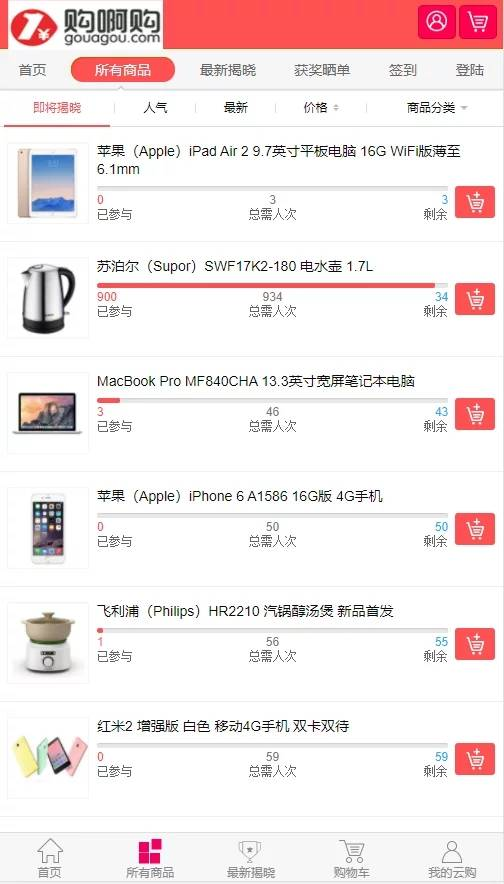 购啊购
gouagou.com
首页 所有商品 最新揭晓 获奖晒单 签到 登陆
即将揭晓 人气 最新 价格 商品分类
苹果（Apple）iPad Air 2 9.7英寸平板电脑 16G WiFi版薄至
6.1mm
0 3 3
已参与 总需人次 剩余
苏泊尔（Supor）SWF17K2-180 电水壶 1.7L
900 934 34
已参与 总需人次 剩余
MacBook Pro MF840CHA 13.3英寸宽屏笔记本电脑
3 46 43
已参与 总需人次 剩余
苹果（Apple）iPhone 6 A1586 16G版 4G手机
0 50 50
已参与 总需人次 剩余
飞利浦（Philips）HR2210 汽锅醇汤煲 新品首发
1 56 55
已参与 总需人次 剩余
红米2 增强版 白色 移动4G手机 双卡双待
0 59 59
已参与 总需人次 剩余
首页 所有商品 最新揭晓 购物车 我的云购